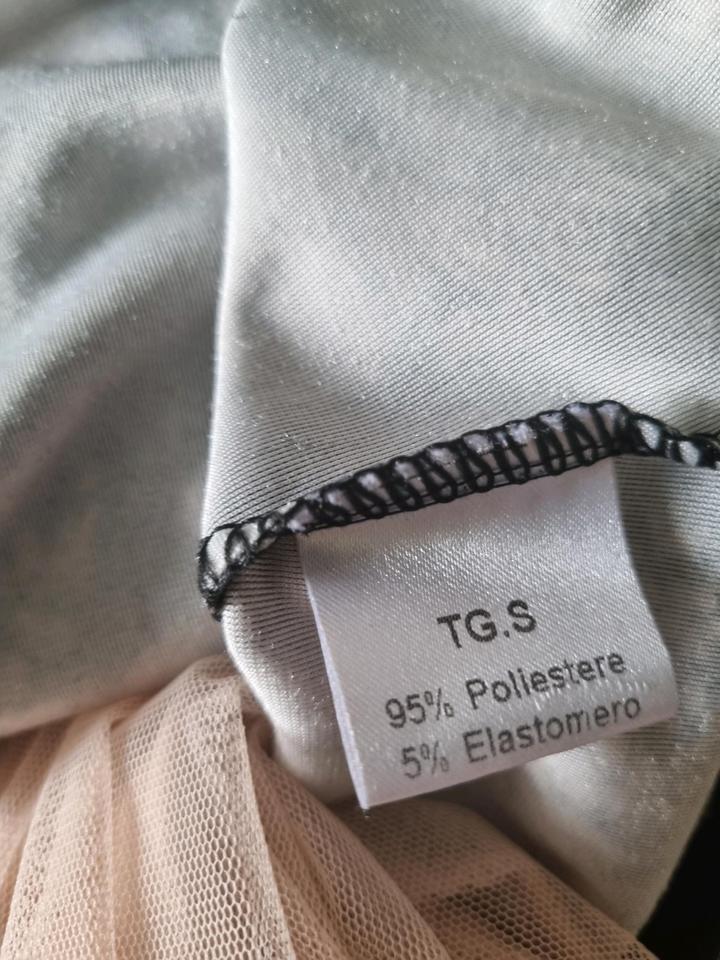 TG.S
95% Poliestere
5% Elastomero